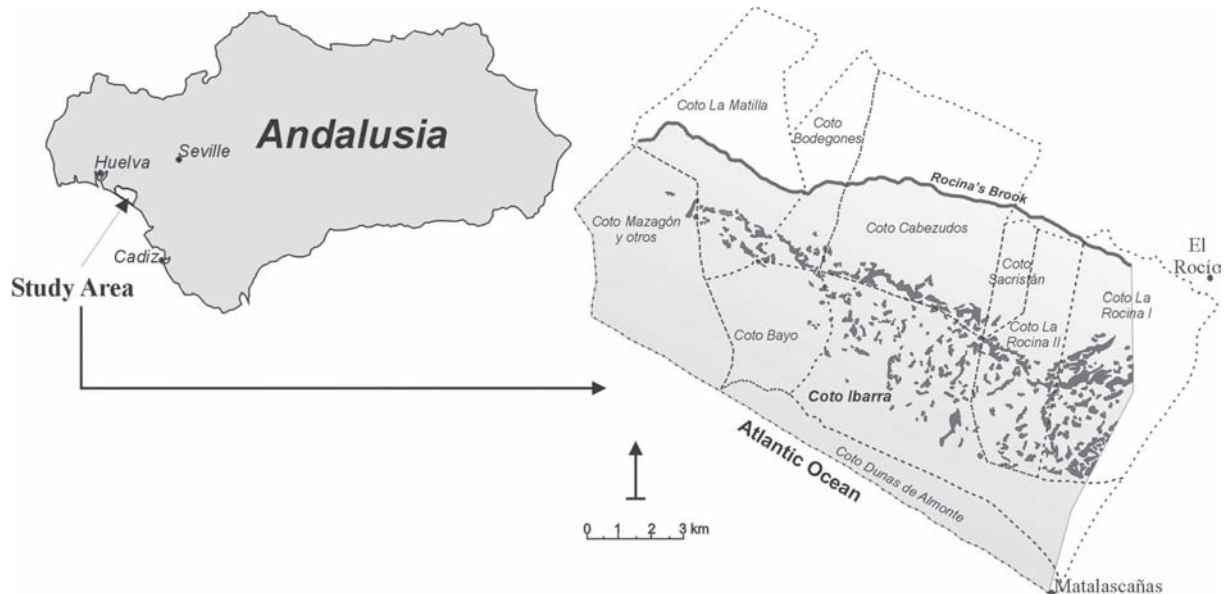 Andalusia
Seville
Huelva
Cadiz
Study Area
Coto La Matilla
Coto
Bodegones
Rocina's Brook
Coto Mazagón
y otros
Coto Cabezudos
Coto
Sacristán
El
Rocío
Coto La
Rocina I
Coto La
Rocina II
Coto Bayo
Coto Ibarra
Atlantic Ocean
Coto Dunas de Almonte
0 1 2 3 km
Matalascañas